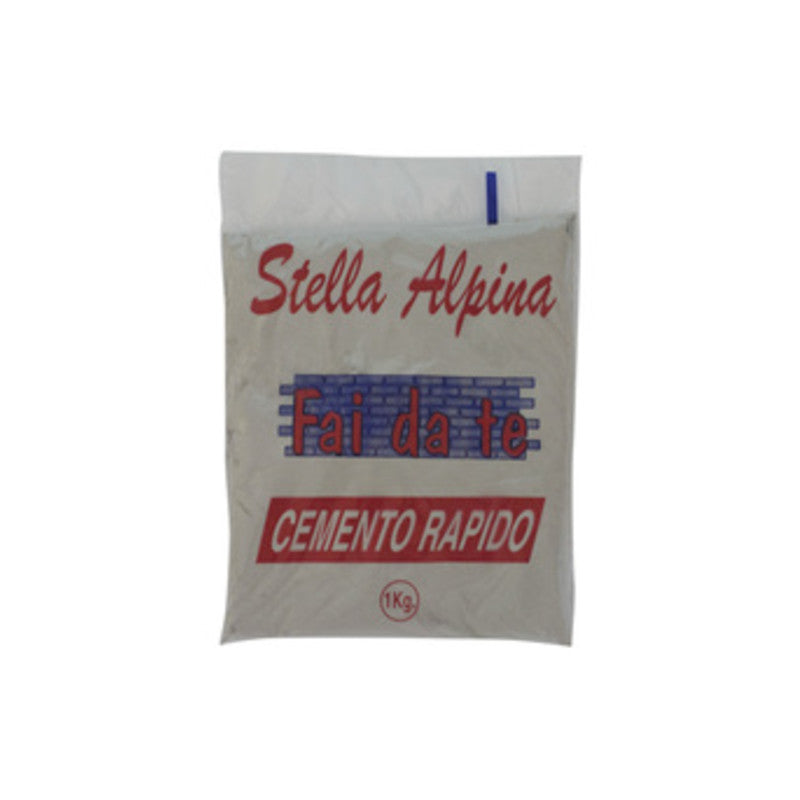 Stella Alpina
Fai da te
CEMENTO RAPIDO
1Kg.